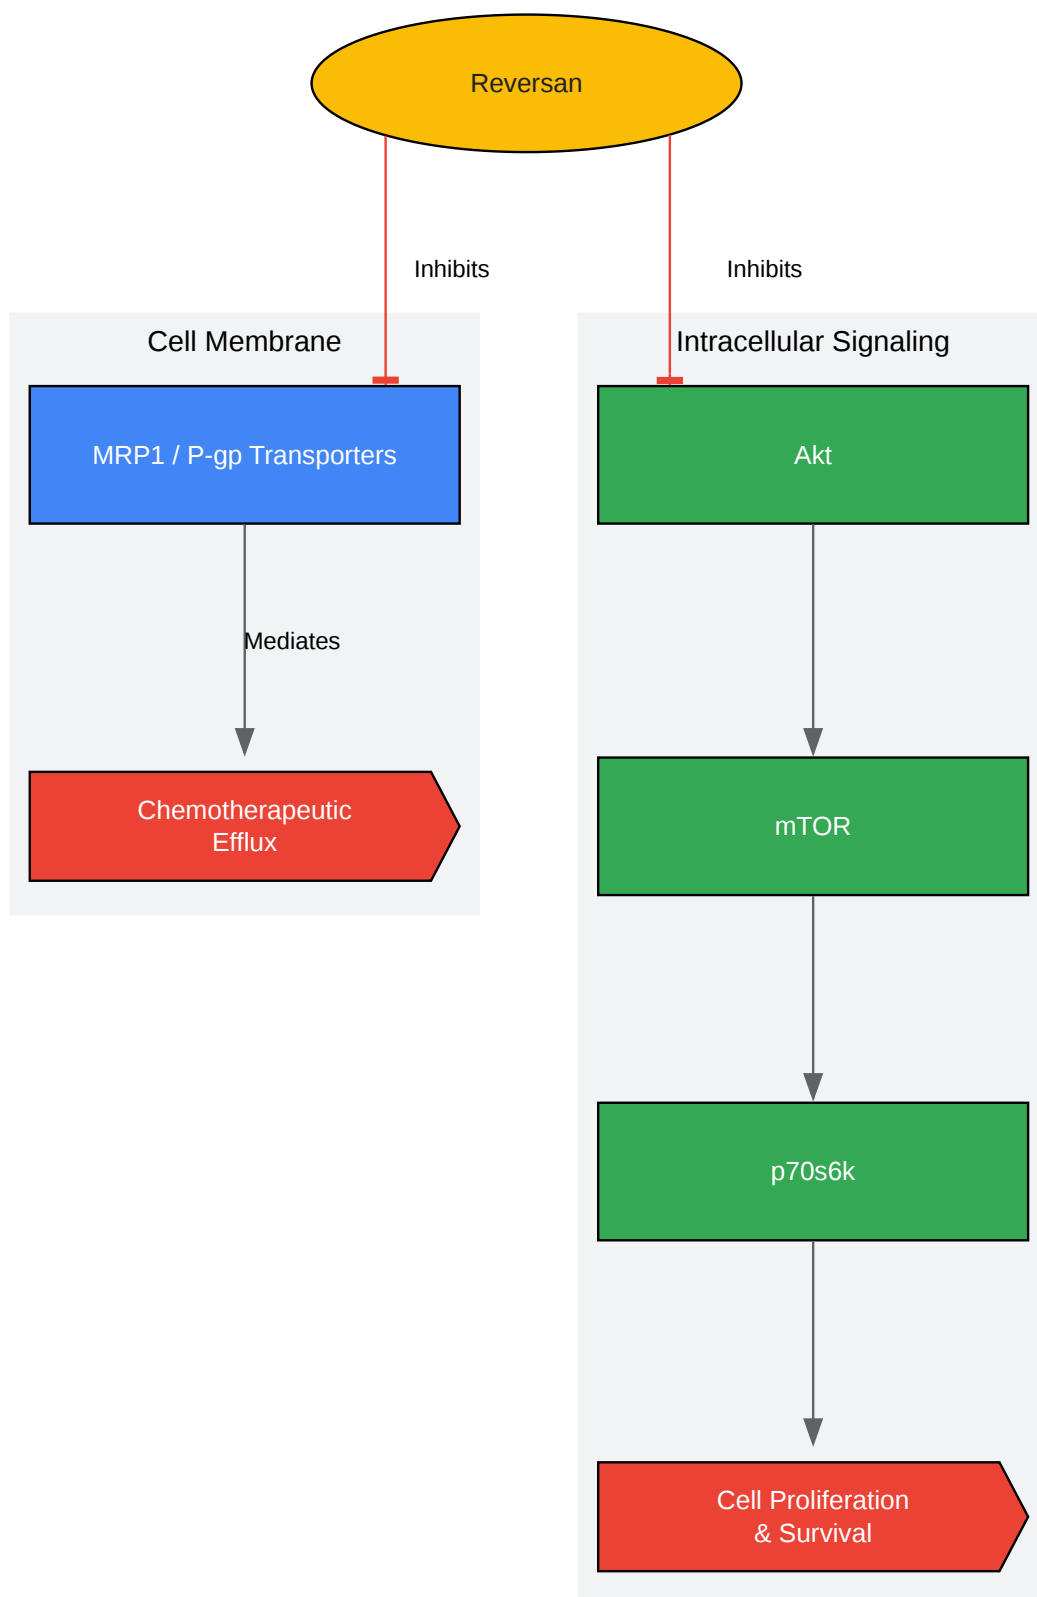 Reversan
Inhibits
Inhibits
Cell Membrane
Intracellular Signaling
MRP1 / P-gp Transporters
Akt
Mediates
Chemotherapeutic
Efflux
mTOR
p70s6k
Cell Proliferation
& Survival